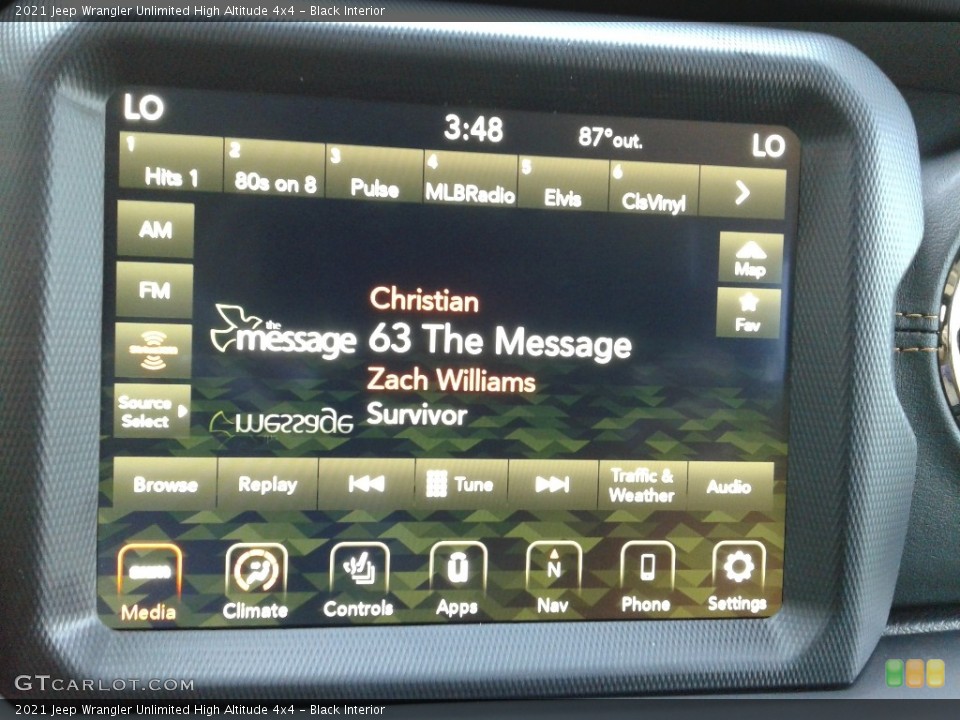 2021 Jeep Wrangler Unlimited High Altitude 4x4 - Black Interior
LO 3:48 87° out. LO
1 Hits 1
2 80s on 8
3 Pulse
4 MLBRadio
5 Elvis
6 ClsVinyl
AM
FM
Source Select
Map
Fav
the message
Christian
63 The Message
Zach Williams
Survivor
message
Browse
Replay
Tune
Traffic & Weather
Audio
Media
Climate
Controls
Apps
N
Nav
Phone
Settings
GTCARLOT.COM
2021 Jeep Wrangler Unlimited High Altitude 4x4 - Black Interior